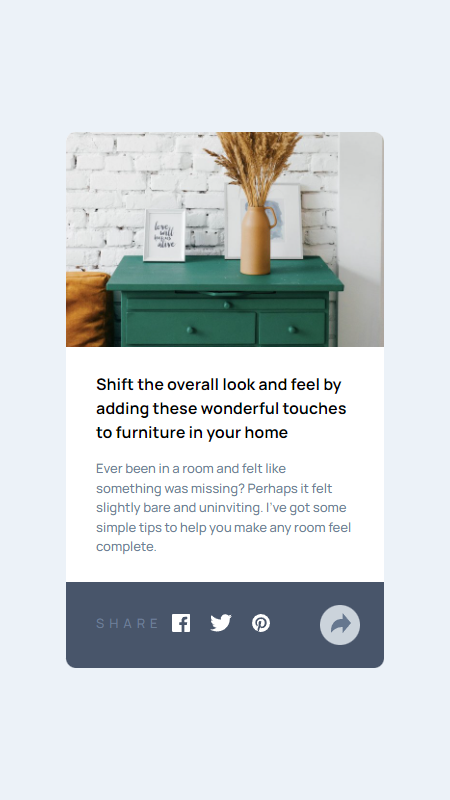 love
will
keep us
alive
Shift the overall look and feel by
adding these wonderful touches
to furniture in your home
Ever been in a room and felt like
something was missing? Perhaps it felt
slightly bare and uninviting. I've got some
simple tips to help you make any room feel
complete.
SHARE